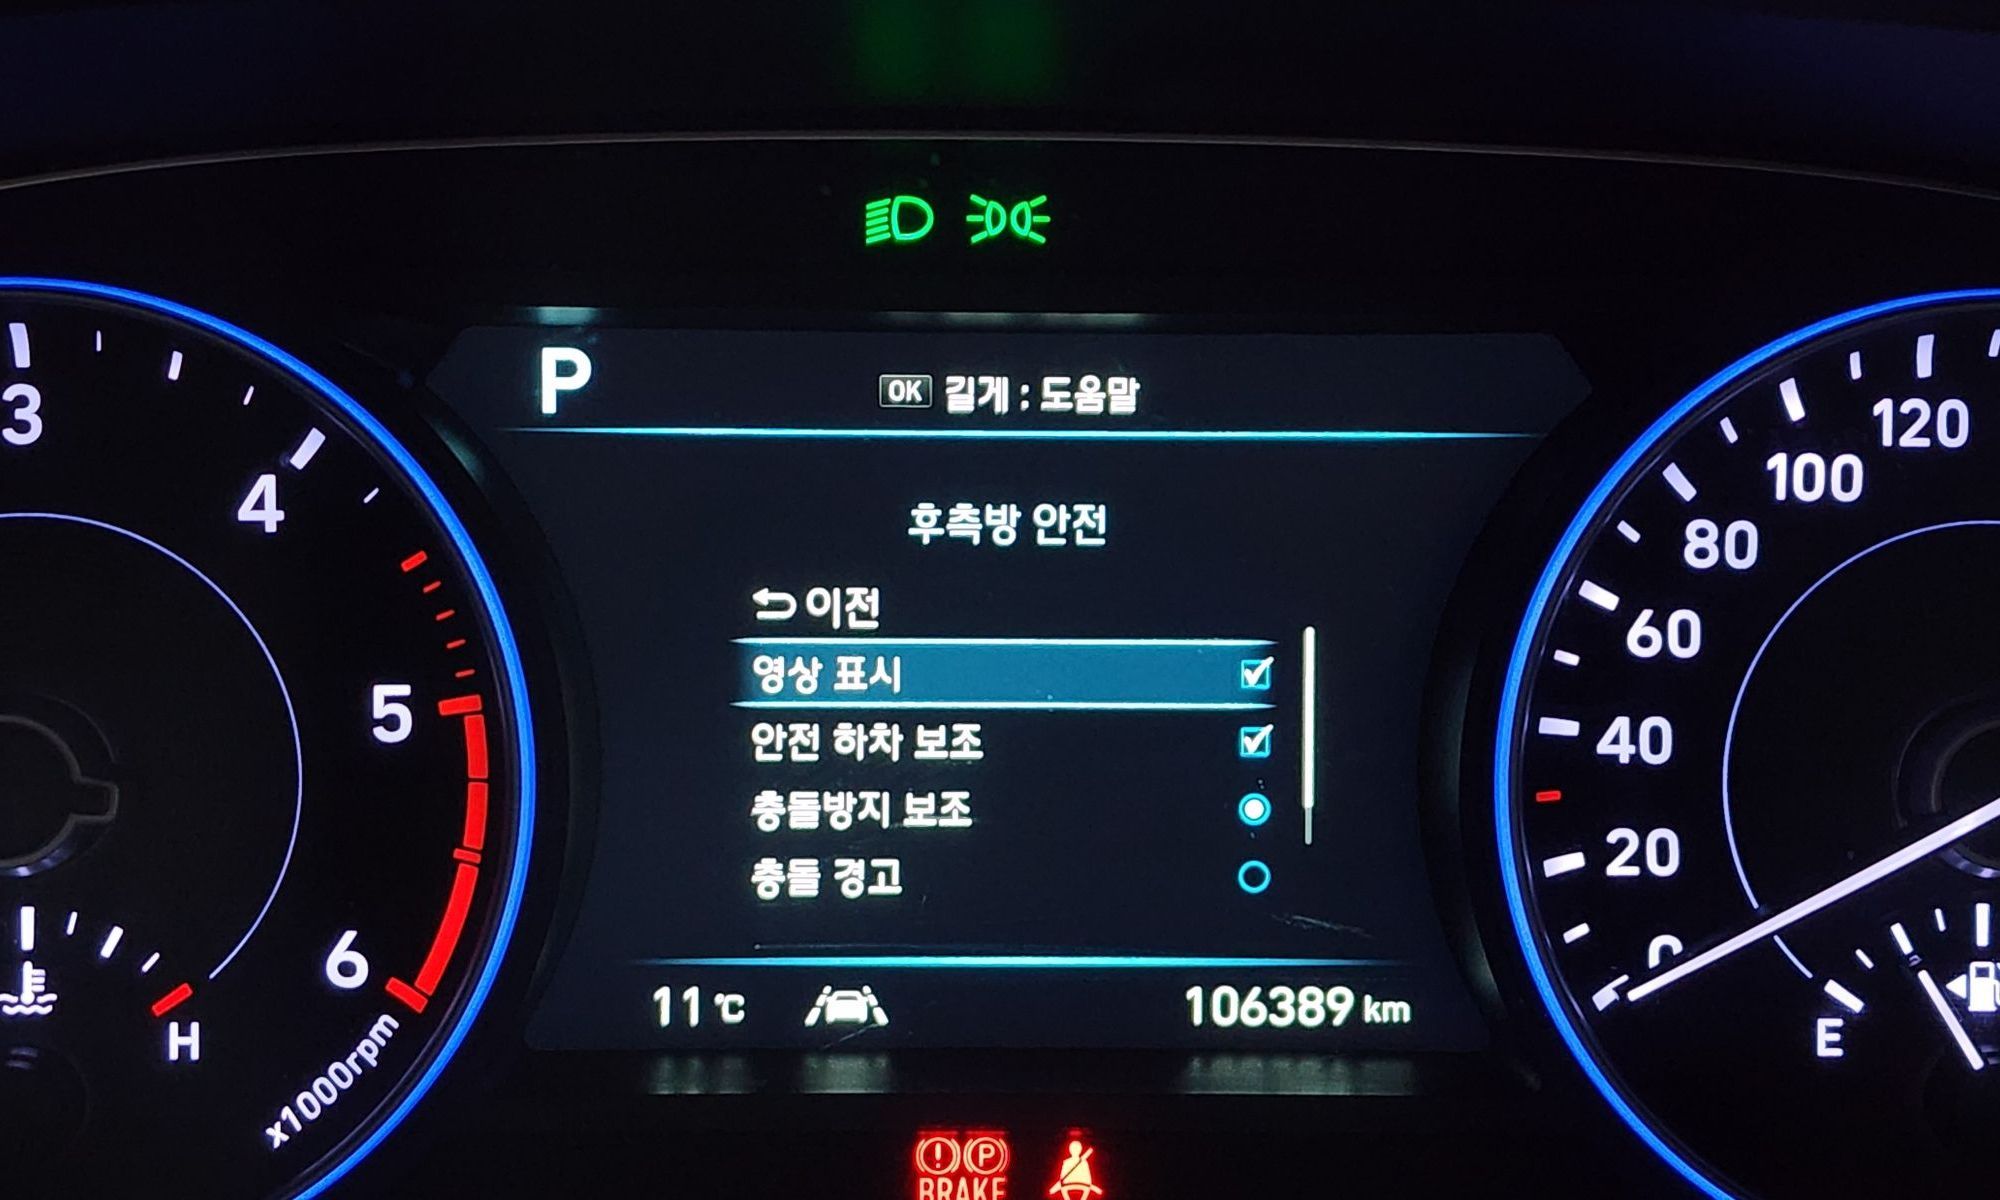 P
OK 길게 : 도움말
후측방 안전
이전
영상 표시
안전 하차 보조
충돌방지 보조
충돌 경고
11 ℃
106389 km
3
4
5
6
x1000rpm
H
120
100
80
60
40
20
0
E
P
BRAKE